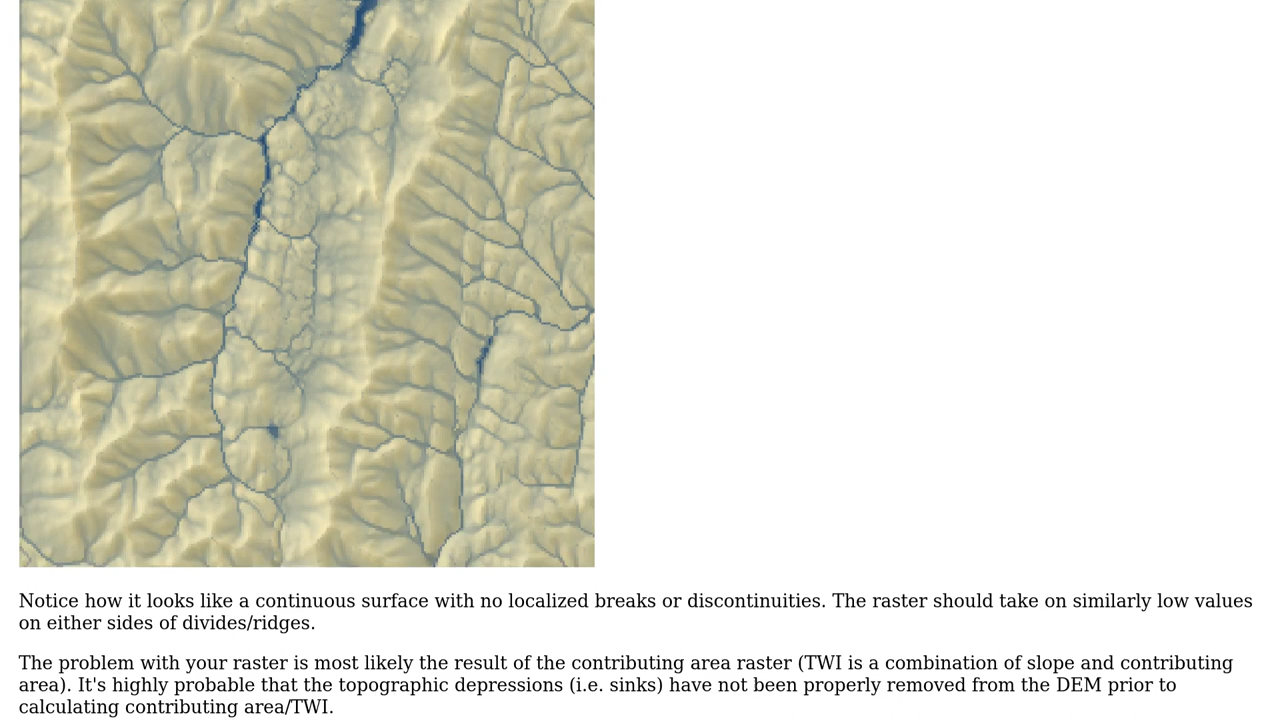 Notice how it looks like a continuous surface with no localized breaks or discontinuities. The raster should take on similarly low values
on either sides of divides/ridges.
The problem with your raster is most likely the result of the contributing area raster (TWI is a combination of slope and contributing
area). It's highly probable that the topographic depressions (i.e. sinks) have not been properly removed from the DEM prior to
calculating contributing area/TWI.